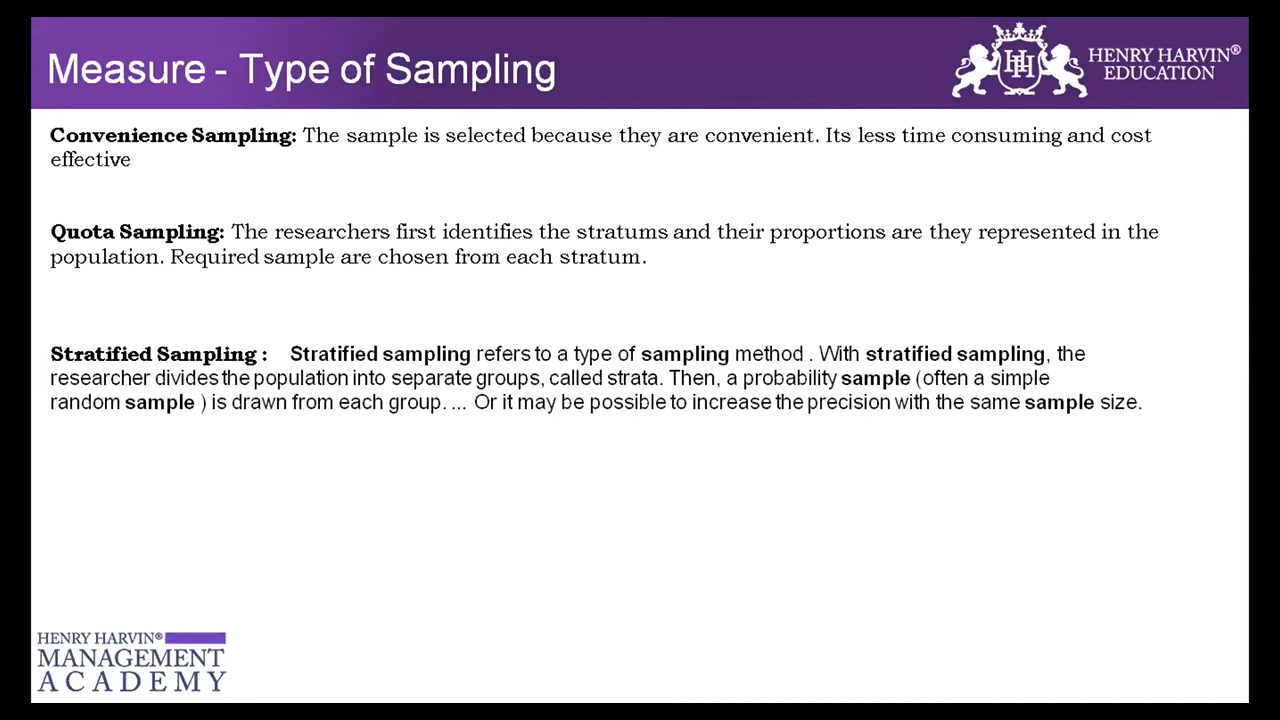 Measure - Type of Sampling
HENRY HARVIN®
EDUCATION
Convenience Sampling: The sample is selected because they are convenient. Its less time consuming and cost
effective
Quota Sampling: The researchers first identifies the stratums and their proportions are they represented in the
population. Required sample are chosen from each stratum.
Stratified Sampling : Stratified sampling refers to a type of sampling method . With stratified sampling, the
researcher divides the population into separate groups, called strata. Then, a probability sample (often a simple
random sample ) is drawn from each group. ... Or it may be possible to increase the precision with the same sample size.
HENRY HARVIN®
MANAGEMENT
ACADEMY